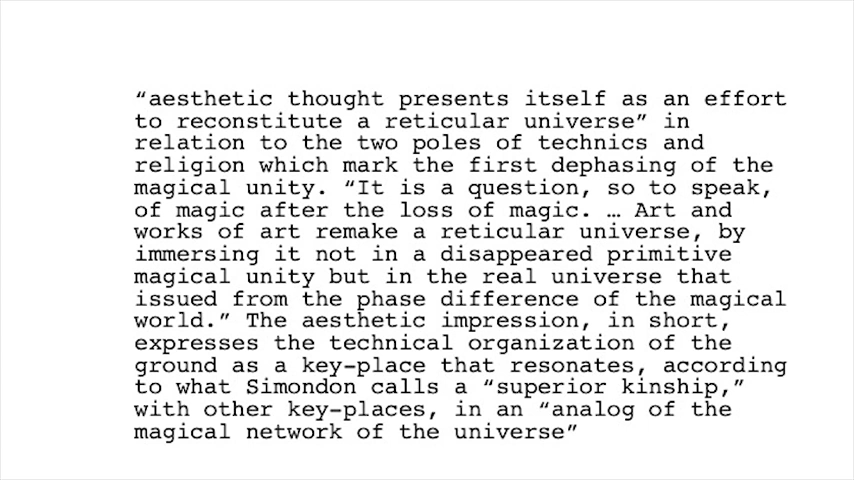 “aesthetic thought presents itself as an effort
to reconstitute a reticular universe” in
relation to the two poles of technics and
religion which mark the first dephasing of the
magical unity. “It is a question, so to speak,
of magic after the loss of magic. … Art and
works of art remake a reticular universe, by
immersing it not in a disappeared primitive
magical unity but in the real universe that
issued from the phase difference of the magical
world.” The aesthetic impression, in short,
expresses the technical organization of the
ground as a key-place that resonates, according
to what Simondon calls a “superior kinship,”
with other key-places, in an “analog of the
magical network of the universe”